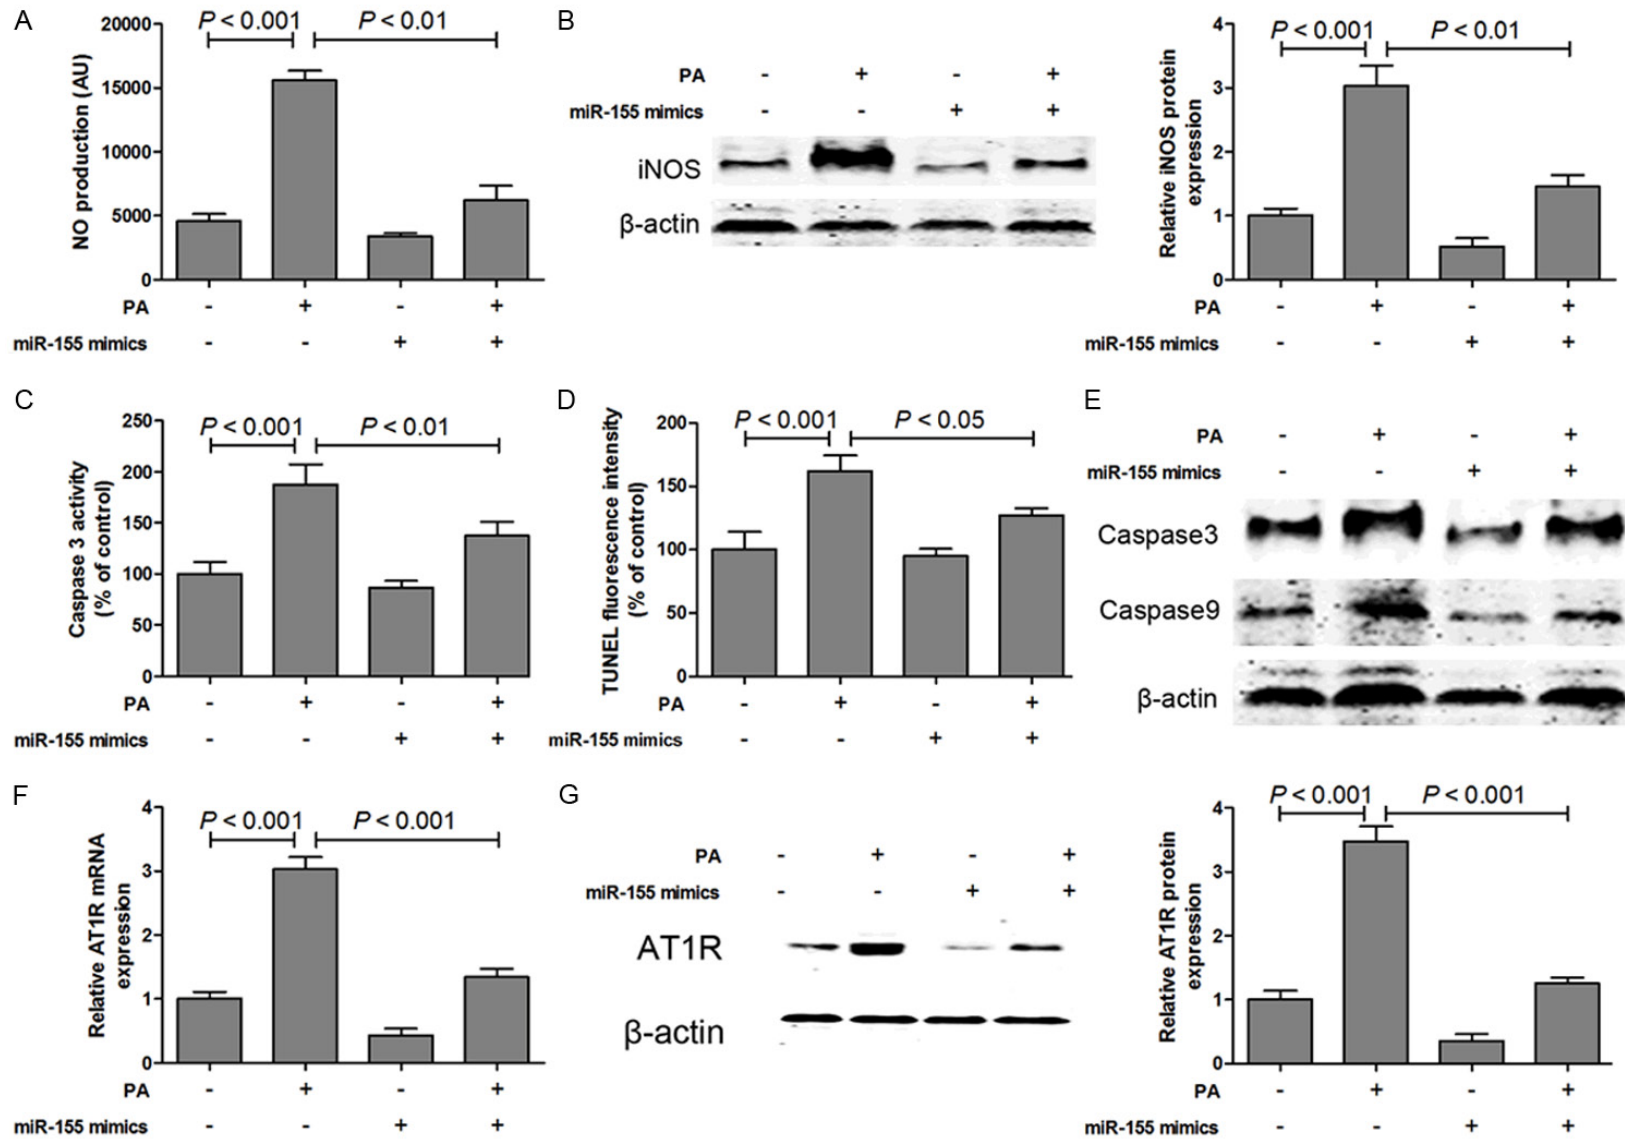 A
NO production (AU)
20000
15000
10000
5000
0
P < 0.001
P < 0.01
PA - + - +
miR-155 mimics - - + +
B
PA - + - +
miR-155 mimics - - + +
iNOS
β-actin
Relative iNOS protein
expression
4
3
2
1
0
P < 0.001
P < 0.01
PA - + - +
miR-155 mimics - - + +
C
Caspase 3 activity
(% of control)
250
200
150
100
50
0
P < 0.001
P < 0.01
PA - + - +
miR-155 mimics - - + +
D
TUNEL fluorescence intensity
(% of control)
200
150
100
50
0
P < 0.001
P < 0.05
PA - + - +
miR-155 mimics - - + +
E
PA - + - +
miR-155 mimics - - + +
Caspase3
Caspase9
β-actin
F
Relative AT1R mRNA
expression
4
3
2
1
0
P < 0.001
P < 0.001
PA - + - +
miR-155 mimics - - + +
G
PA - + - +
miR-155 mimics - - + +
AT1R
β-actin
Relative AT1R protein
expression
4
3
2
1
0
P < 0.001
P < 0.001
PA - + - +
miR-155 mimics - - + +